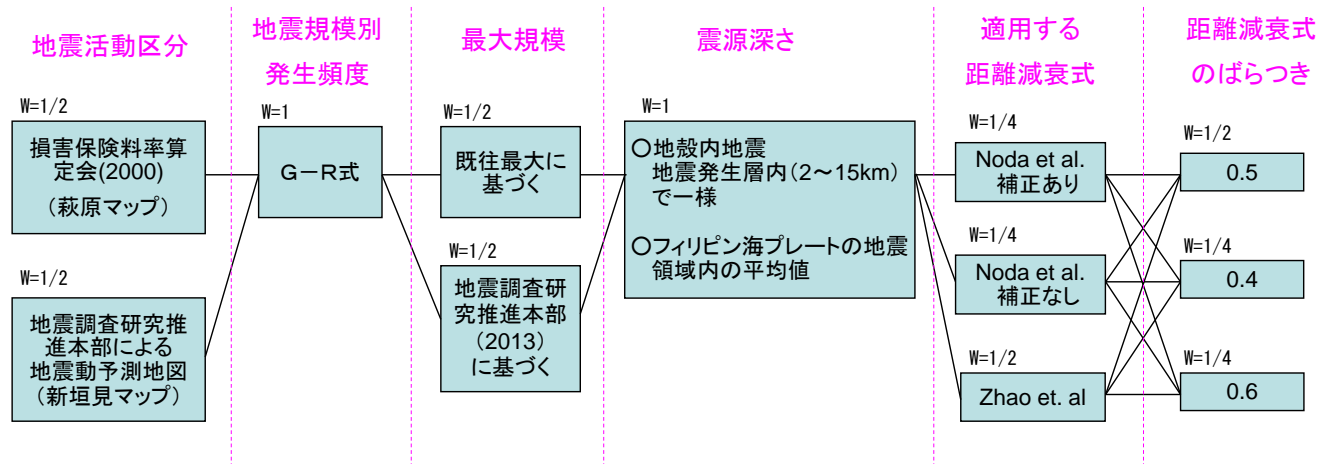 地震活動区分
W=1/2
損害保険料率算
定会(2000)
（萩原マップ）
W=1/2
地震調査研究推
進本部による
地震動予測地図
（新垣見マップ）
地震規模別
発生頻度
W=1
G－R式
最大規模
W=1/2
既往最大に
基づく
W=1/2
地震調査研
究推進本部
（2013）
に基づく
震源深さ
W=1
○地殻内地震
地震発生層内（2～15km）
で一様
○フィリピン海プレートの地震
領域内の平均値
適用する
距離減衰式
W=1/4
Noda et al.
補正あり
W=1/4
Noda et al.
補正なし
W=1/2
Zhao et. al
距離減衰式
のばらつき
W=1/2
0.5
W=1/4
0.4
W=1/4
0.6